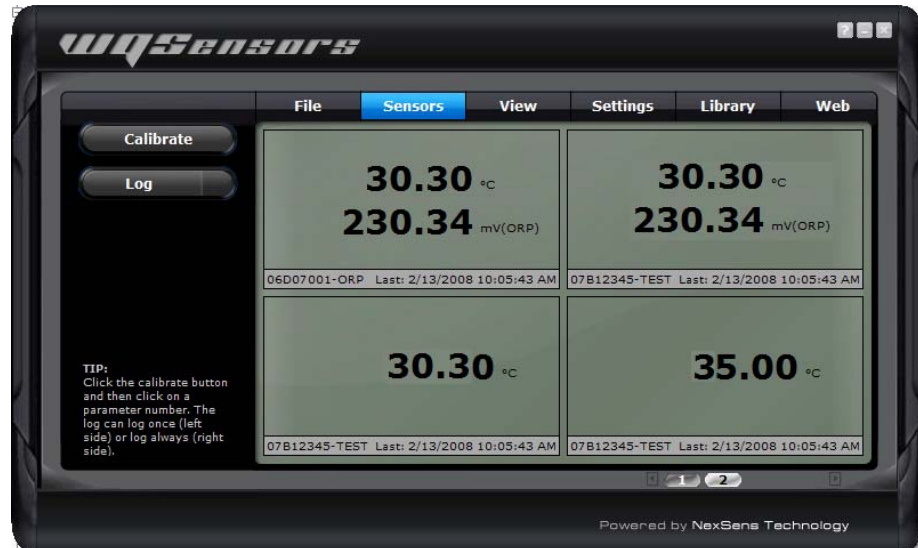 WQSensors
? - x
File Sensors View Settings Library Web
Calibrate
Log
30.30 °C
230.34 mV(ORP)
06D07001-ORP Last: 2/13/2008 10:05:43 AM
30.30 °C
230.34 mV(ORP)
07B12345-TEST Last: 2/13/2008 10:05:43 AM
30.30 °C
07B12345-TEST Last: 2/13/2008 10:05:43 AM
35.00 °C
07B12345-TEST Last: 2/13/2008 10:05:43 AM
TIP:
Click the calibrate button
and then click on a
parameter number. The
log can log once (left
side) or log always (right
side).
1 2
Powered by NexSens Technology